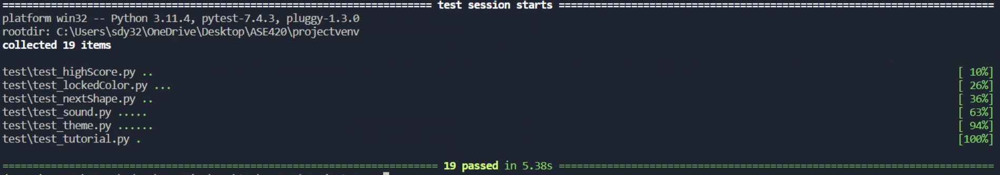 ======================================================================= test session starts ========================================================================
platform win32 -- Python 3.11.4, pytest-7.4.3, pluggy-1.3.0
rootdir: C:\Users\sdy32\OneDrive\Desktop\ASE420\projectvenv
collected 19 items
test\test_highScore.py .. [ 10%]
test\test_lockedColor.py ... [ 26%]
test\test_nextShape.py .. [ 36%]
test\test_sound.py ..... [ 63%]
test\test_theme.py ...... [ 94%]
test\test_tutorial.py . [100%]
======================================================================== 19 passed in 5.38s ========================================================================